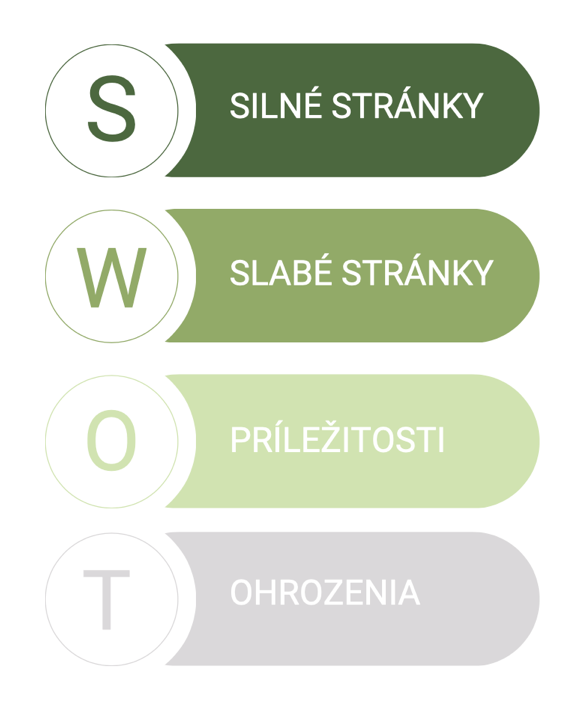 S
SILNÉ STRÁNKY
W
SLABÉ STRÁNKY
O
PRÍLEŽITOSTI
T
OHROZENIA